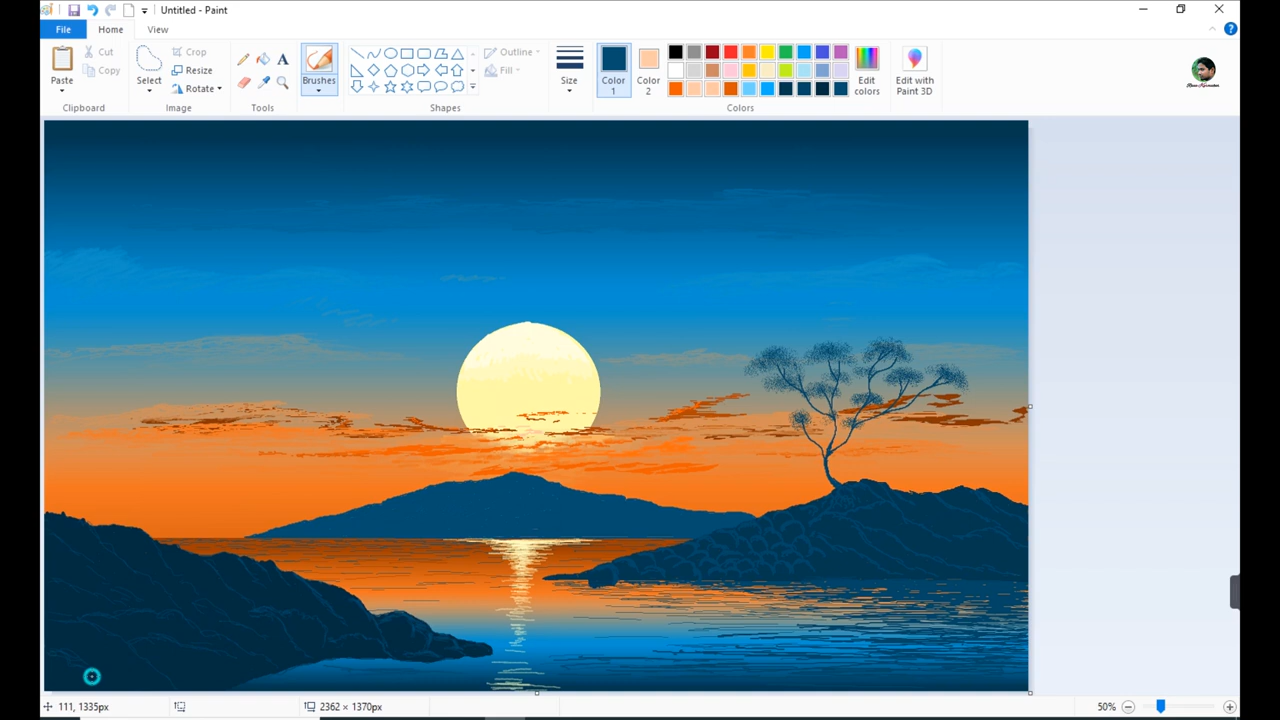 Untitled - Paint
File
Home
View
Paste
Cut
Copy
Clipboard
Select
Crop
Resize
Rotate
Image
A
Tools
Brushes
Outline
Fill
Shapes
Size
Color 1
Color 2
Edit colors
Colors
Edit with Paint 3D
111, 1335px
2362 × 1370px
50%